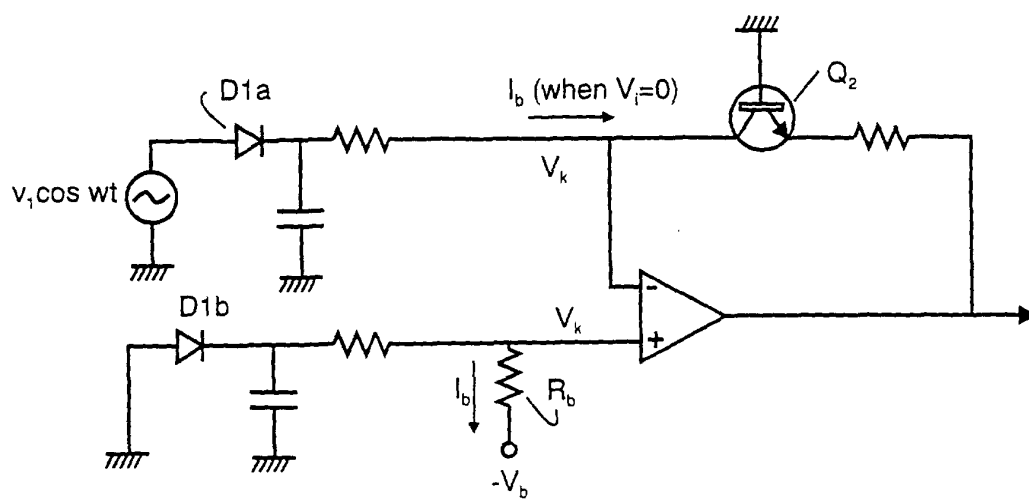 D1a
I_b (when V_i=0)
Q_2
V_k
v_1cos wt
-
D1b
V_k
+
I_b
R_b
-V_b